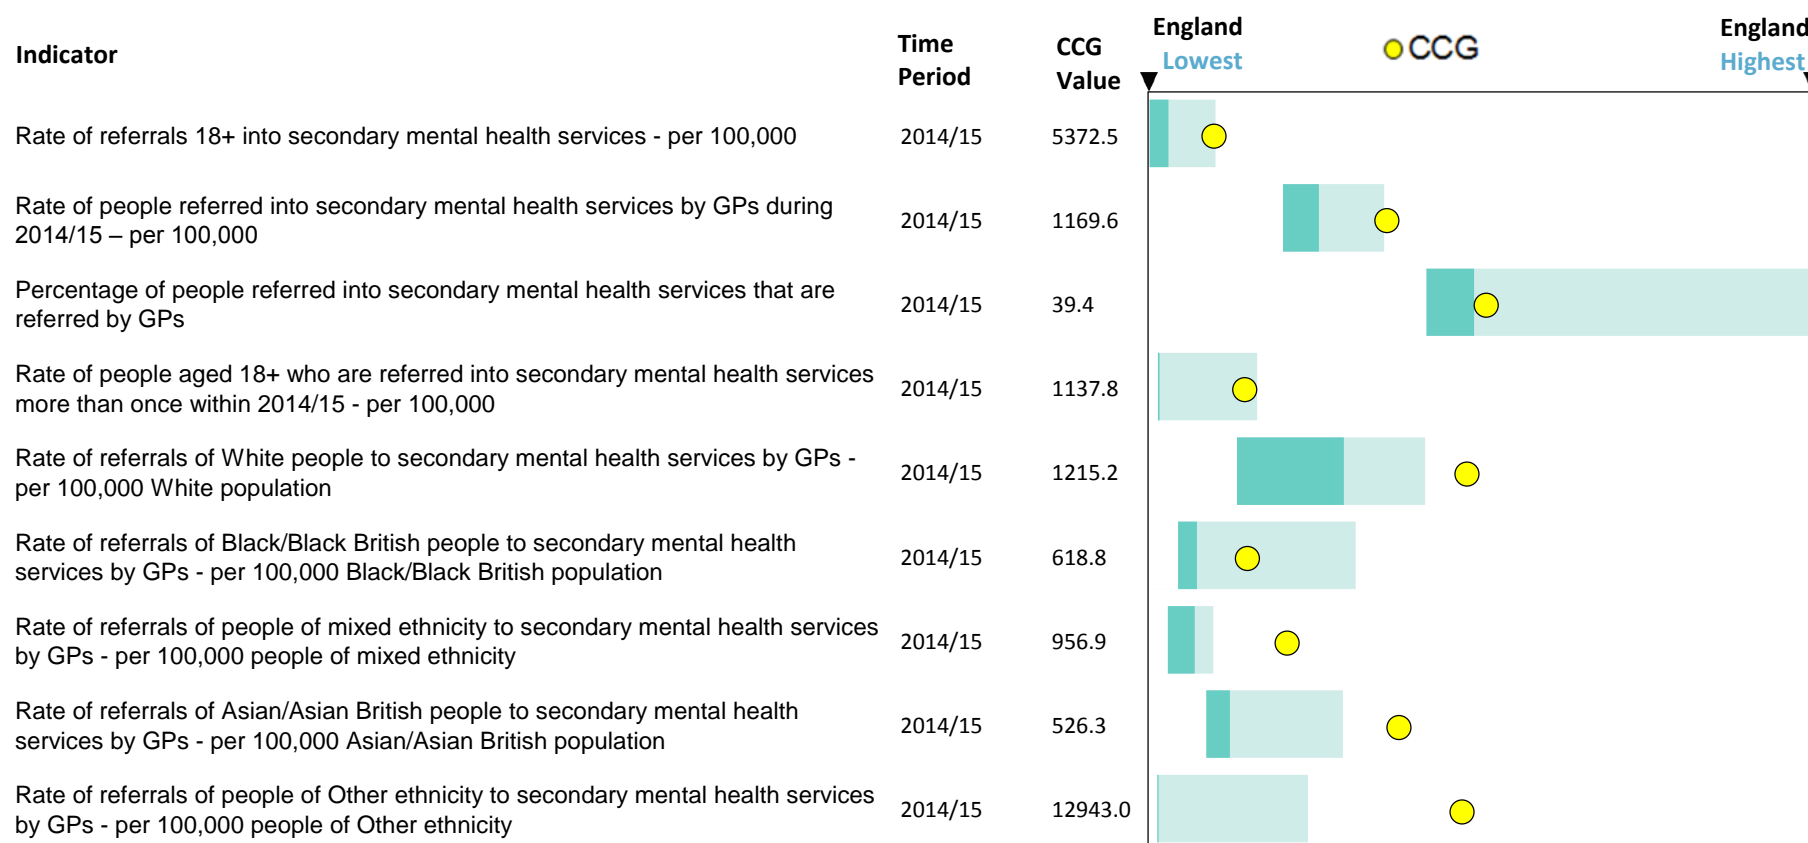 Indicator
Time
Period
CCG
Value
England
Lowest
CCG
England
Highest
Rate of referrals 18+ into secondary mental health services - per 100,000
2014/15
5372.5
Rate of people referred into secondary mental health services by GPs during
2014/15 – per 100,000
2014/15
1169.6
Percentage of people referred into secondary mental health services that are
referred by GPs
2014/15
39.4
Rate of people aged 18+ who are referred into secondary mental health services
more than once within 2014/15 - per 100,000
2014/15
1137.8
Rate of referrals of White people to secondary mental health services by GPs -
per 100,000 White population
2014/15
1215.2
Rate of referrals of Black/Black British people to secondary mental health
services by GPs - per 100,000 Black/Black British population
2014/15
618.8
Rate of referrals of people of mixed ethnicity to secondary mental health services
by GPs - per 100,000 people of mixed ethnicity
2014/15
956.9
Rate of referrals of Asian/Asian British people to secondary mental health
services by GPs - per 100,000 Asian/Asian British population
2014/15
526.3
Rate of referrals of people of Other ethnicity to secondary mental health services
by GPs - per 100,000 people of Other ethnicity
2014/15
12943.0